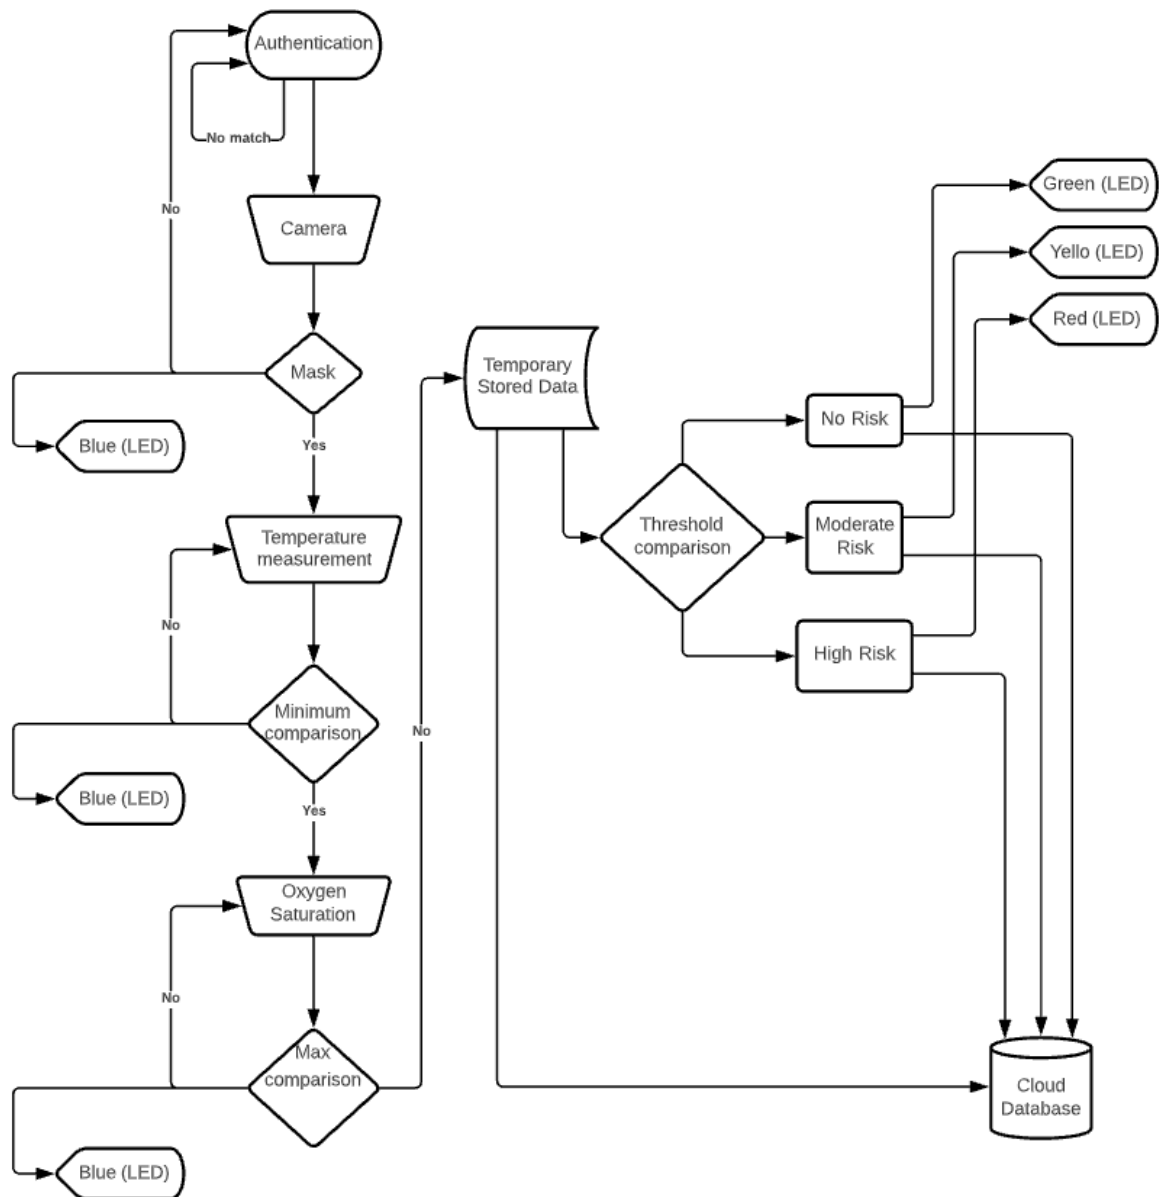 Authentication
No match
No
Camera
Mask
Blue (LED)
Yes
Temperature
measurement
No
Minimum
comparison
Blue (LED)
Yes
Oxygen
Saturation
No
Max
comparison
Blue (LED)
No
Temporary
Stored Data
Threshold
comparison
No Risk
Moderate
Risk
High Risk
Green (LED)
Yello (LED)
Red (LED)
Cloud
Database